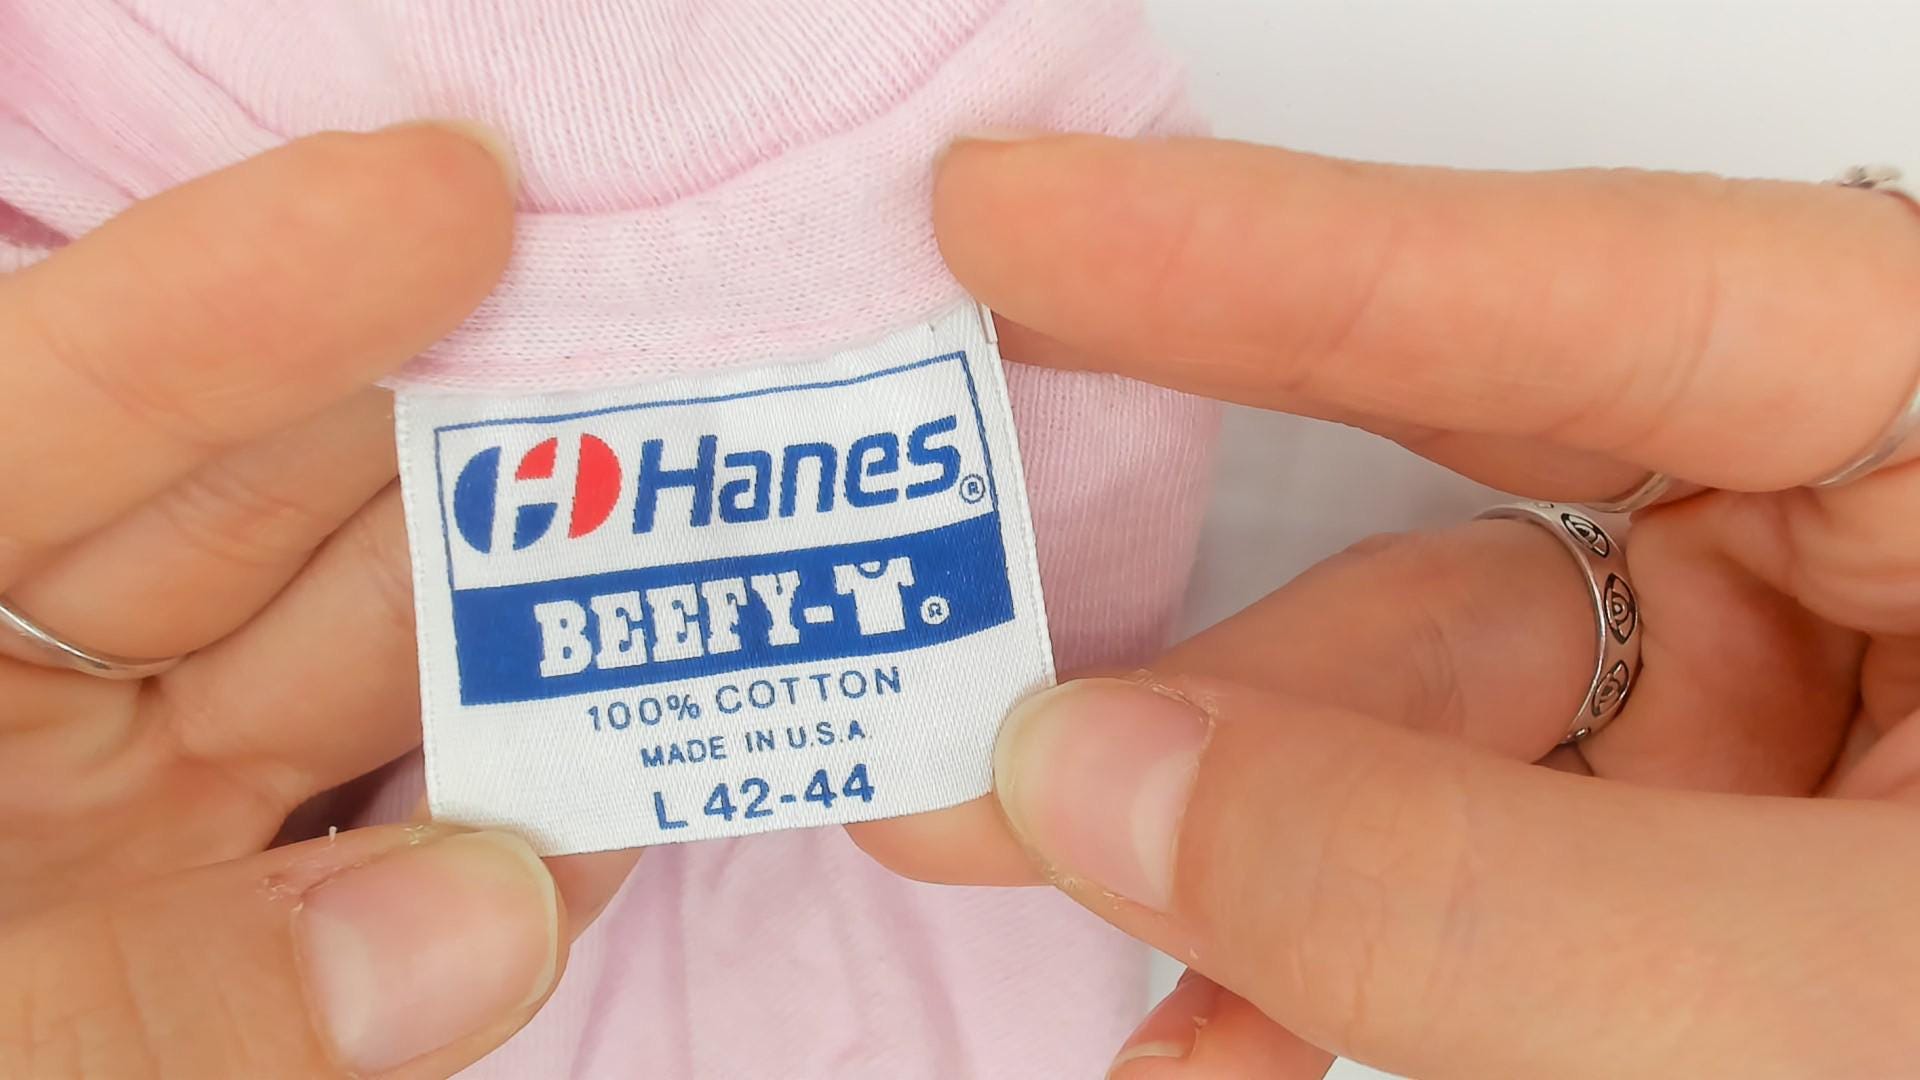 Hanes®
BEEFY-T®
100% COTTON
MADE IN U.S.A.
L 42-44